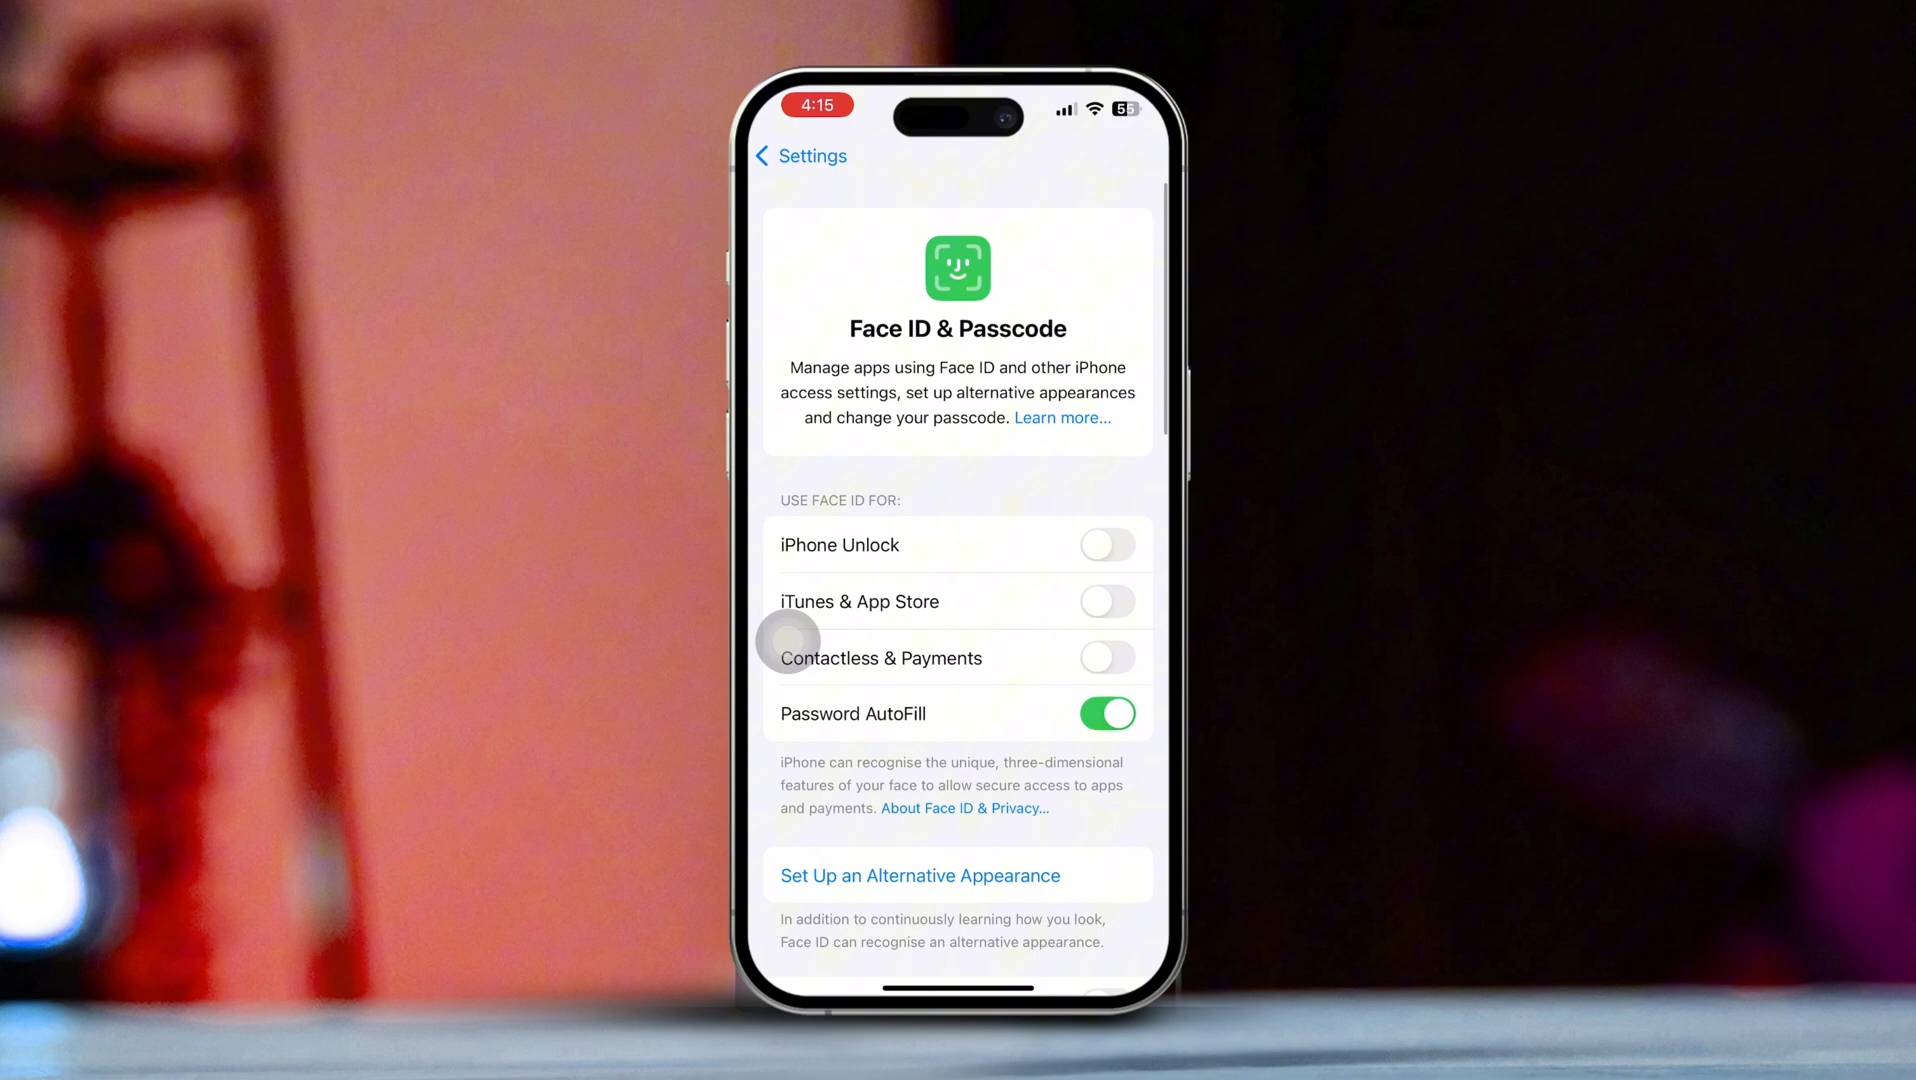 4:15
55
Settings
Face ID & Passcode
Manage apps using Face ID and other iPhone
access settings, set up alternative appearances
and change your passcode. Learn more...
USE FACE ID FOR:
iPhone Unlock
iTunes & App Store
Contactless & Payments
Password AutoFill
iPhone can recognise the unique, three-dimensional
features of your face to allow secure access to apps
and payments. About Face ID & Privacy...
Set Up an Alternative Appearance
In addition to continuously learning how you look,
Face ID can recognise an alternative appearance.